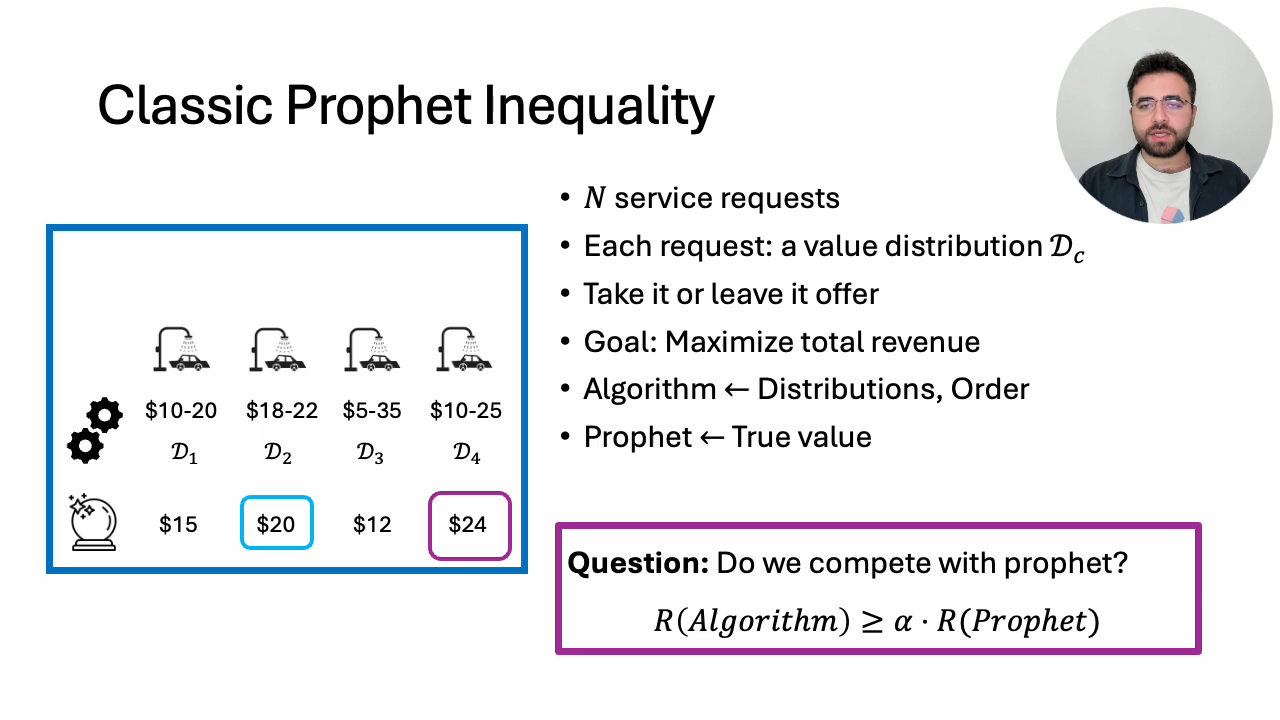 Classic Prophet Inequality
• N service requests
• Each request: a value distribution 𝒟c
• Take it or leave it offer
• Goal: Maximize total revenue
• Algorithm ← Distributions, Order
• Prophet ← True value
$10-20 $18-22 $5-35 $10-25
𝒟1 𝒟2 𝒟3 𝒟4
$15 $20 $12 $24
Question: Do we compete with prophet?
R(Algorithm) ≥ α · R(Prophet)